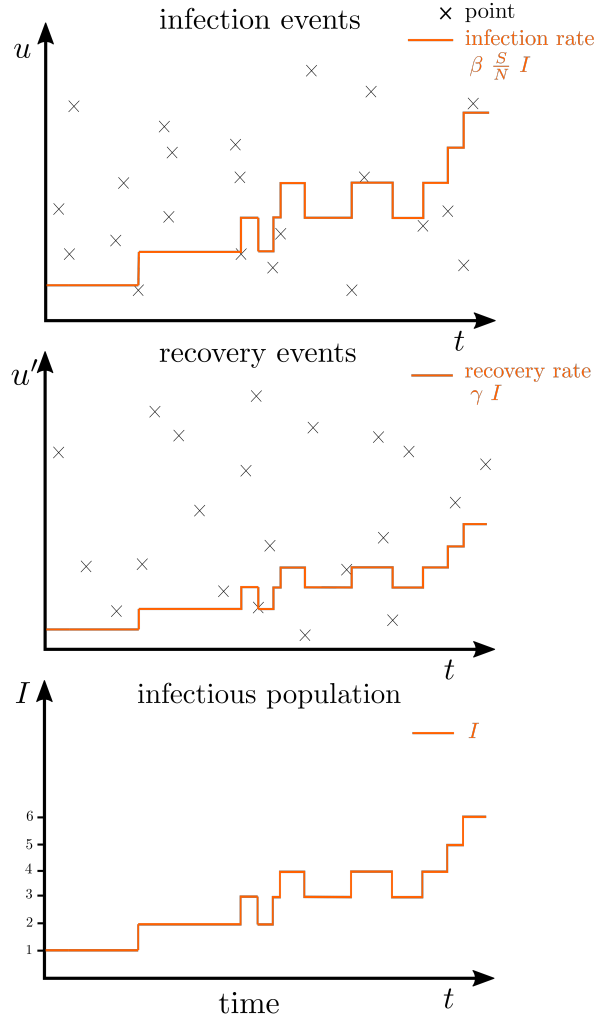 infection events
u
× point
infection rate
β S/N I
t
recovery events
u′
recovery rate
γ I
t
I
infectious population
I
6
5
4
3
2
1
time
t